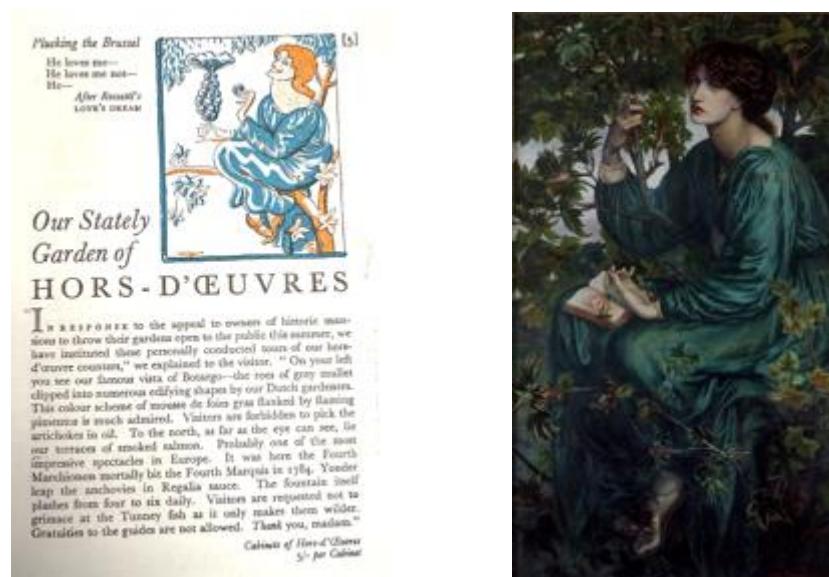 Plucking the Brussel
[5]
He loves me—
He loves me not—
He—
After Rossetti's
LOVE'S DREAM
Our Stately
Garden of
HORS-D'ŒUVRES
IN RESPONSE to the appeal to owners of historic man-
sions to throw their gardens open to the public this summer, we
have instituted these personally conducted tours of our hors-
d'œuvre counters," we explained to the visitor. "On your left
you see our famous vista of Botargo—the roes of grey mullet
clipped into numerous edifying shapes by our Dutch gardeners.
This colour scheme of mousse de foies gras flanked by flaming
pimentos is much admired. Visitors are forbidden to pick the
artichokes in oil. To the north, as far as the eye can see, lie
our terraces of smoked salmon. Probably one of the most
impressive spectacles in Europe. It was here the Fourth
Marchioness mortally bit the Fourth Marquis in 1784. Yonder
leap the anchovies in Regalia sauce. The fountain itself
plashes from four to six daily. Visitors are requested not to
grimace at the Tunney fish as it only makes them wilder.
Gratuities to the guides are not allowed. Thank you, madam."
Cabinets of Hors-d'Œuvres
5/- per Cabinet